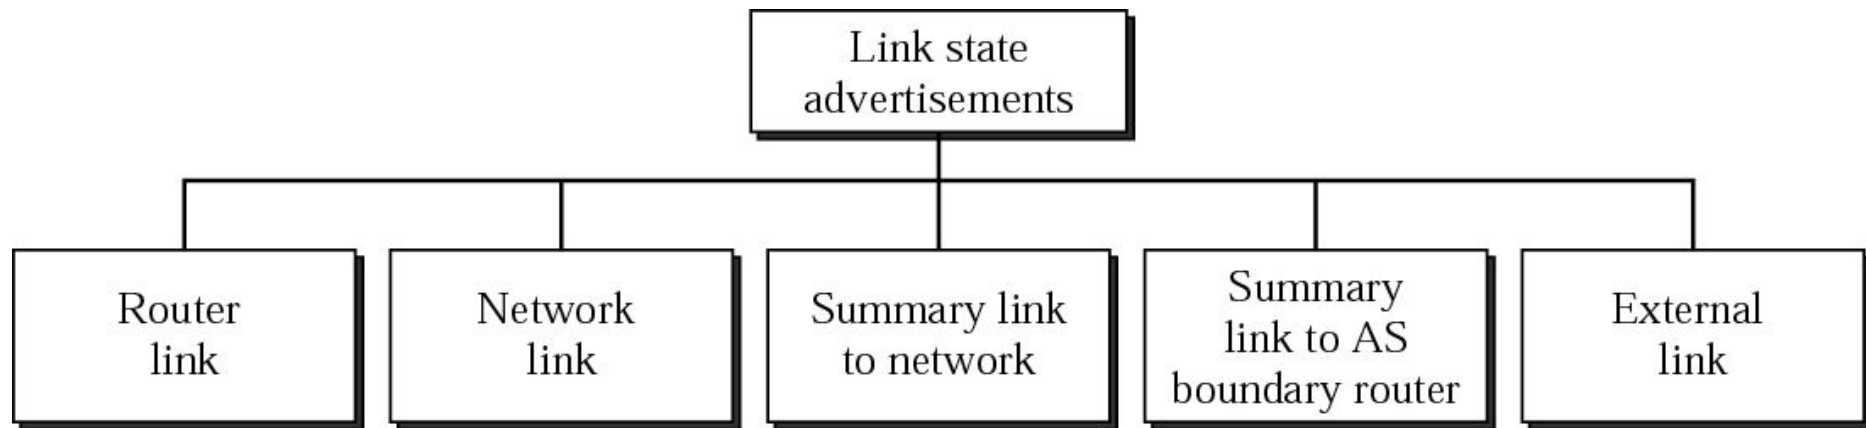 Link state
advertisements
Router
link
Network
link
Summary link
to network
Summary
link to AS
boundary router
External
link